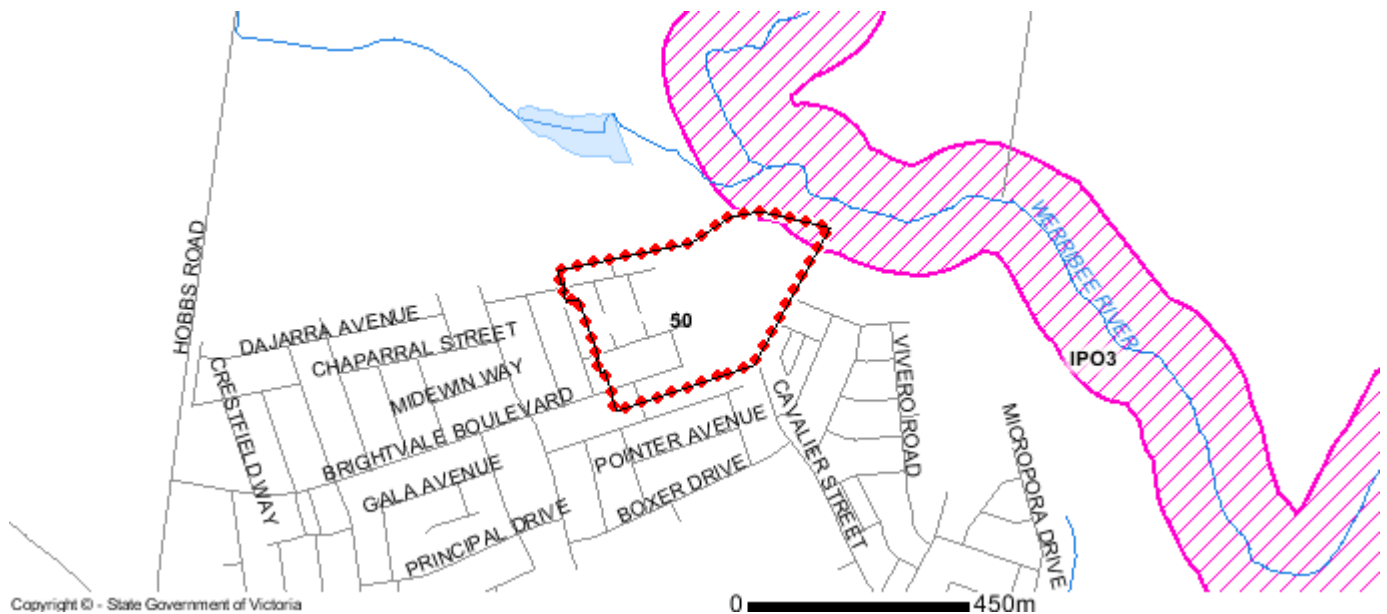 WERRIBEE RIVER
HOBBS ROAD
DAJARRA AVENUE
50
CHAPARRAL STREET
VIVERO ROAD
IPO3
CRESTFIELD WAY
MIDEWIN WAY
BRIGHTVALE BOULEVARD
CAVALIER STREET
POINTER AVENUE
MICROPORA DRIVE
GALA AVENUE
BOXER DRIVE
PRINCIPAL DRIVE
Copyright © - State Government of Victoria
0 450m